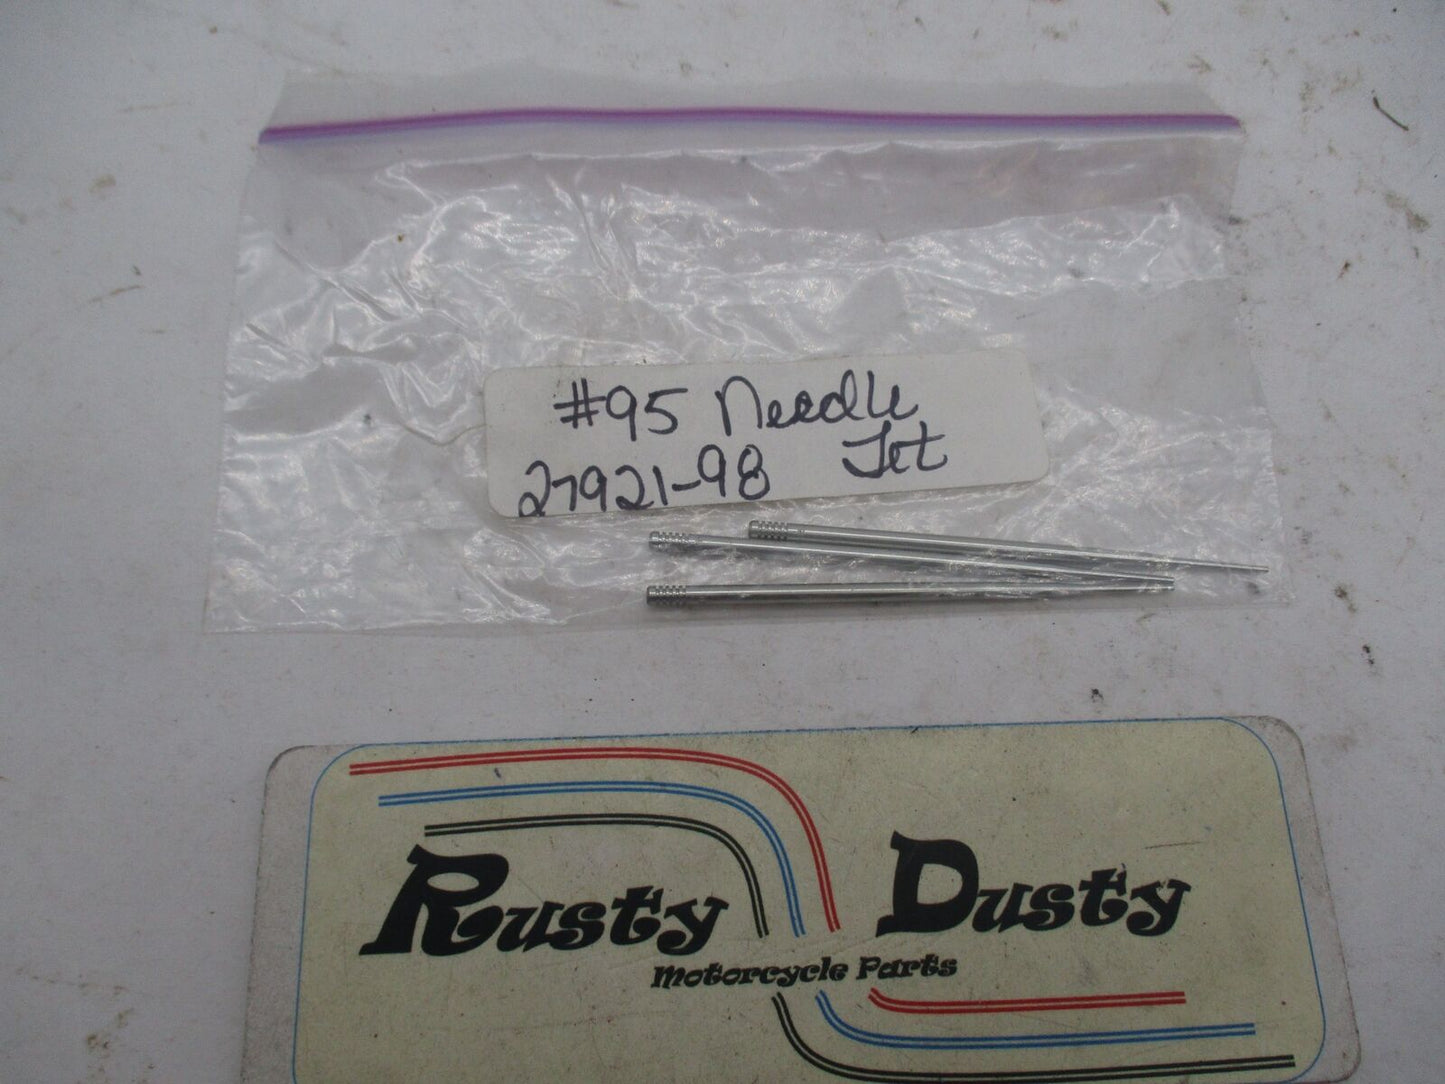 #95 Needle
27921-98 Jet
Rusty Dusty
Motorcycle Parts